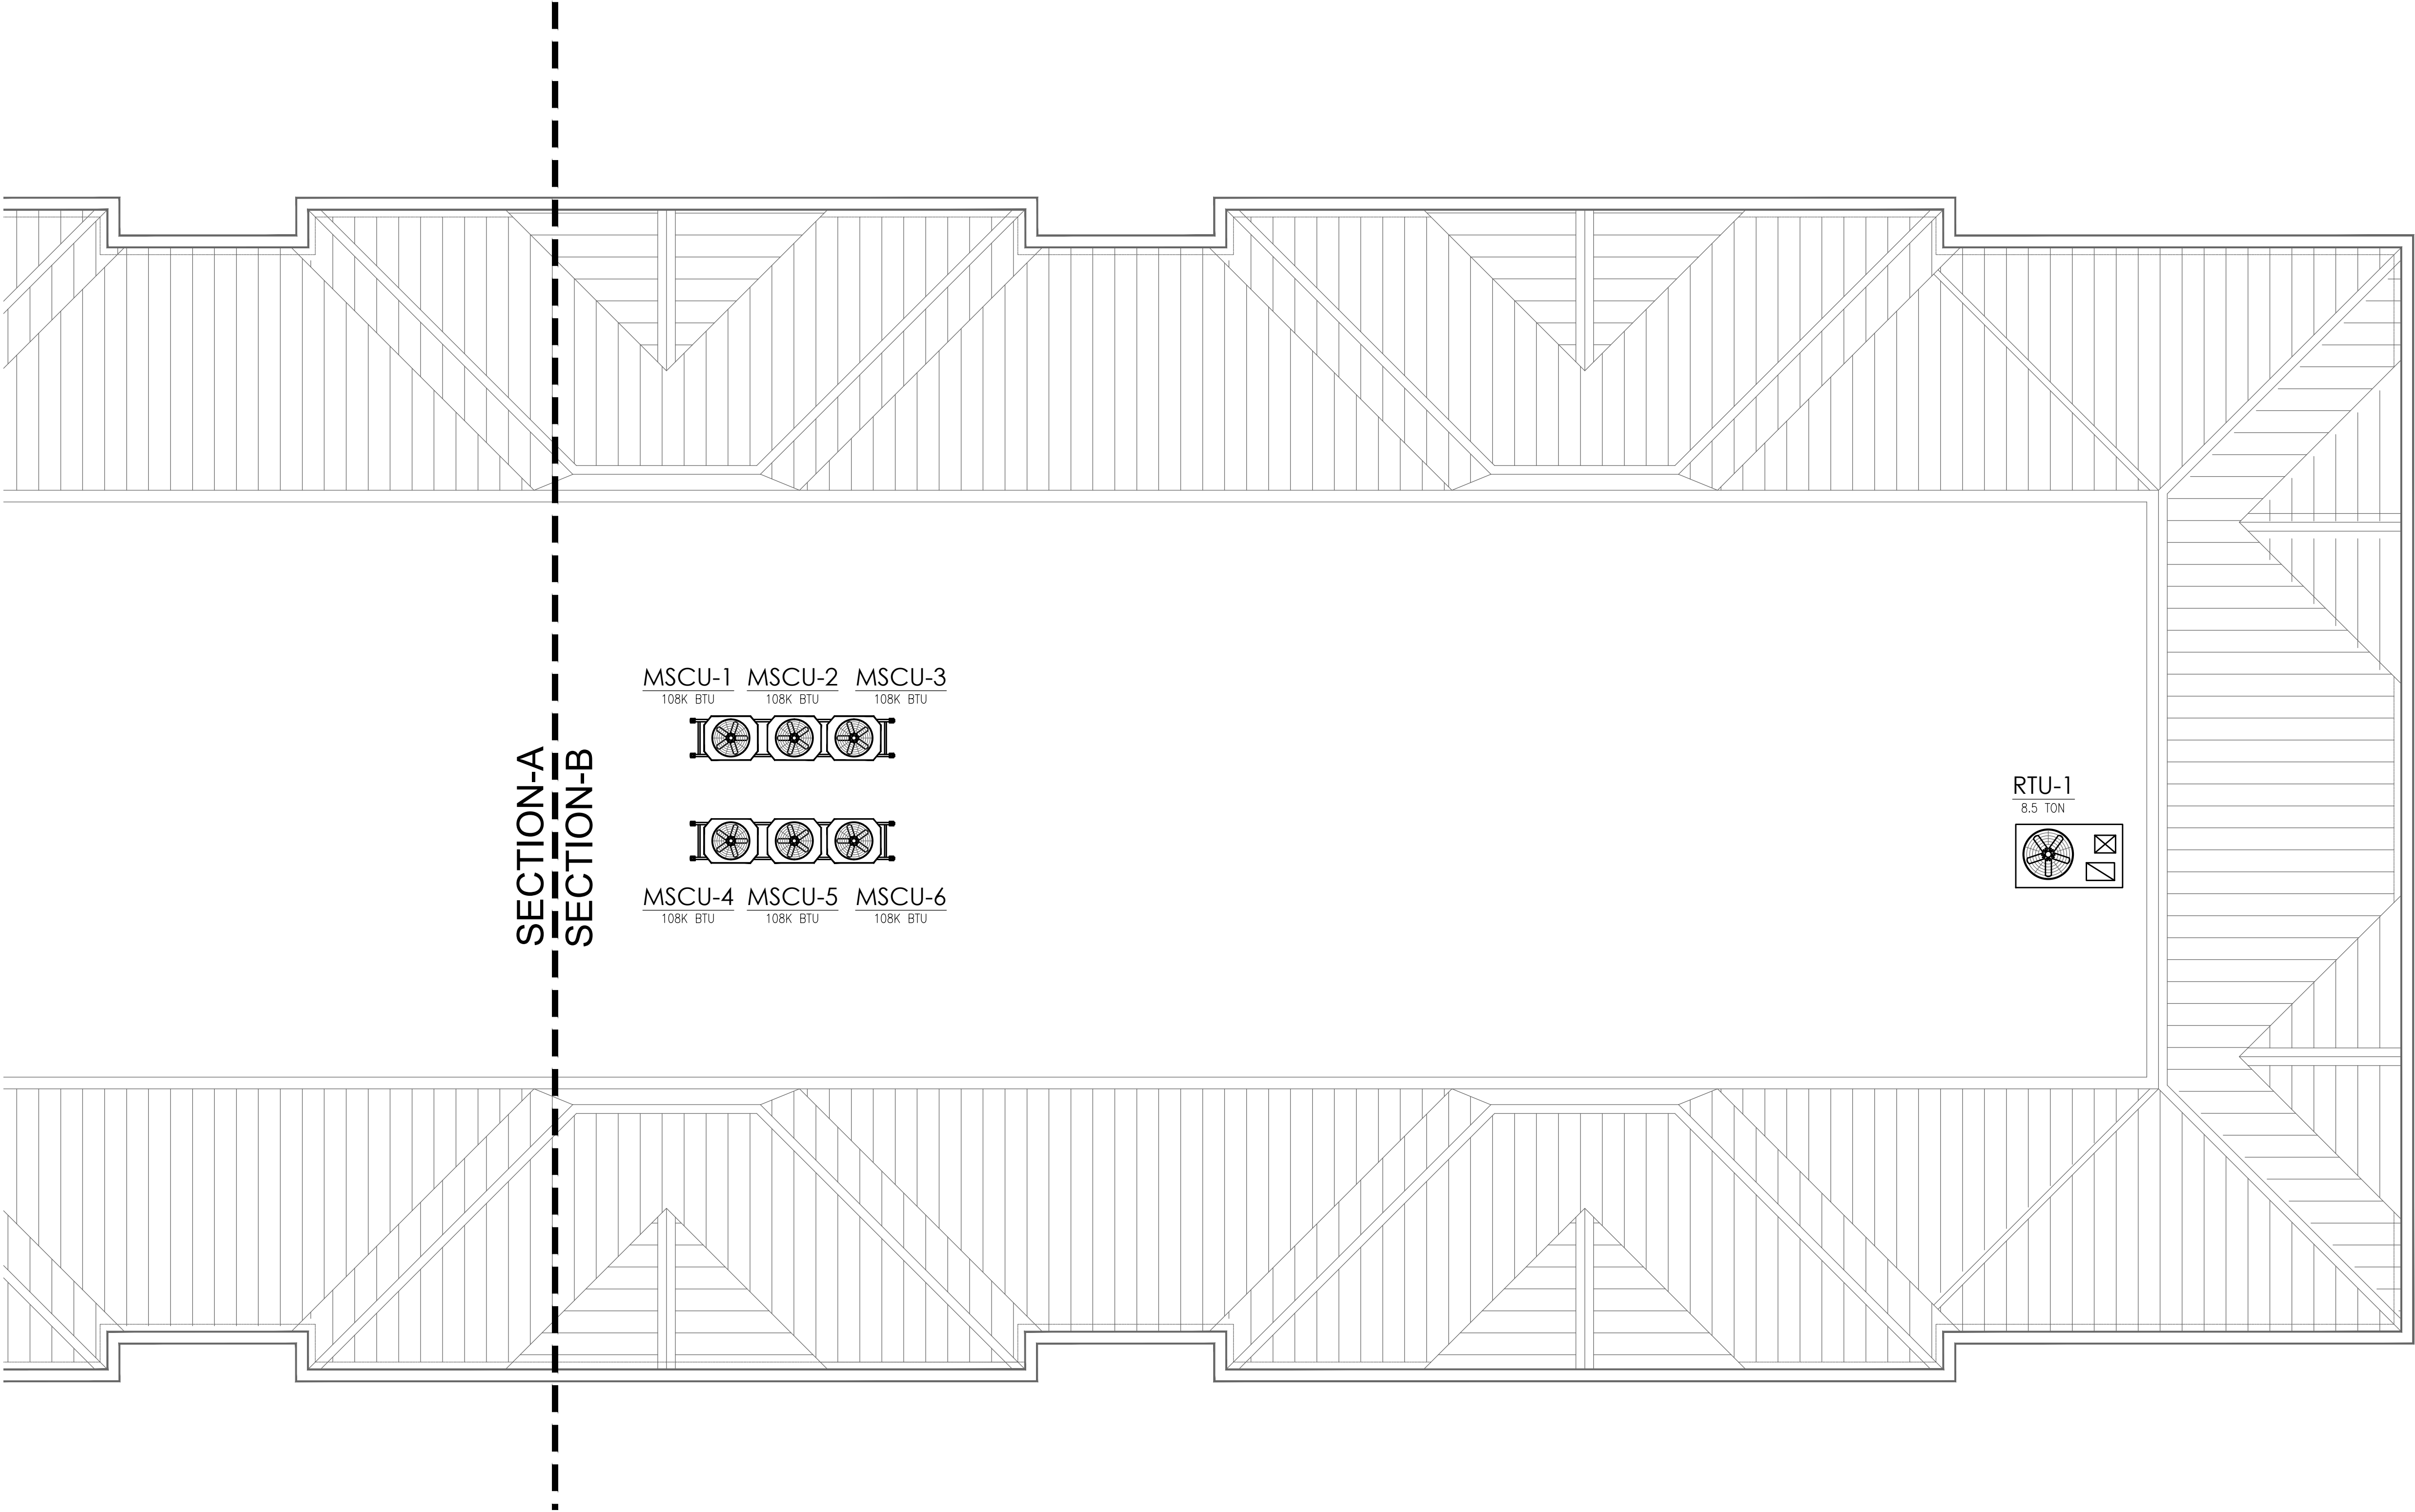 MSCU-1 MSCU-2 MSCU-3
108K BTU 108K BTU 108K BTU
SECTION-A
SECTION-B
RTU-1
8.5 TON
MSCU-4 MSCU-5 MSCU-6
108K BTU 108K BTU 108K BTU